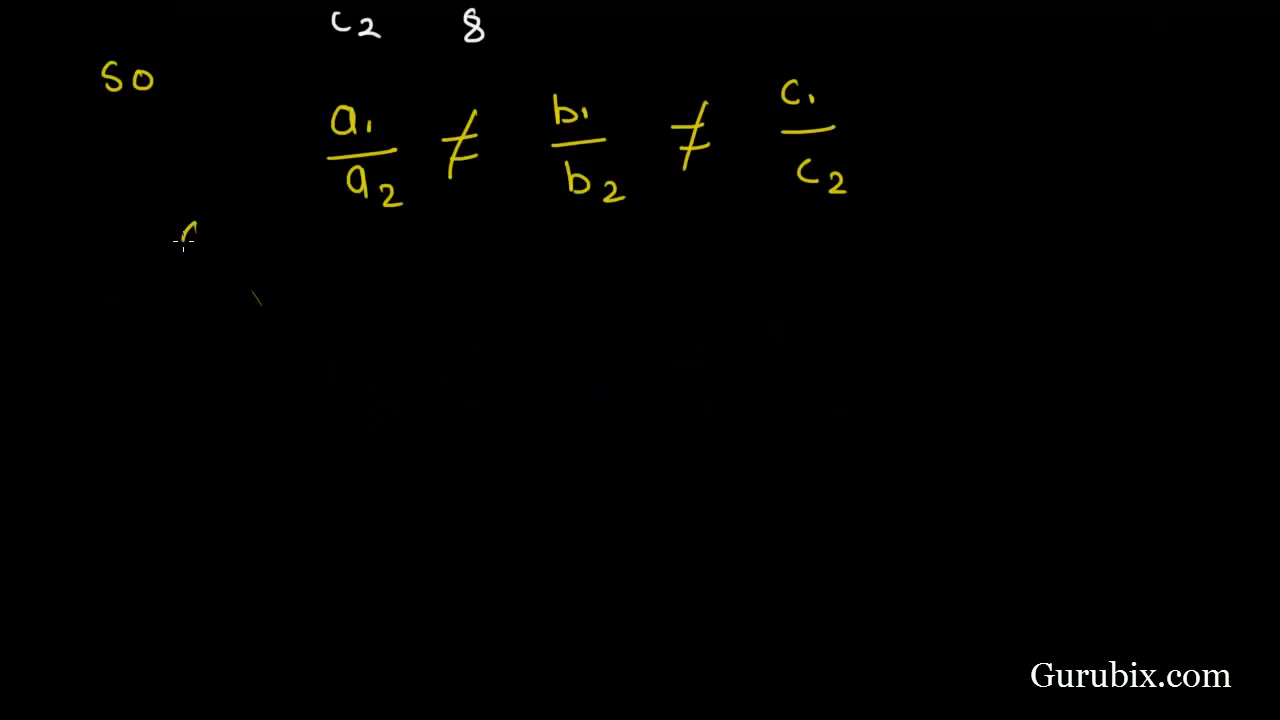 c2 8
so a1/a2 ≠ b1/b2 ≠ c1/c2
Gurubix.com